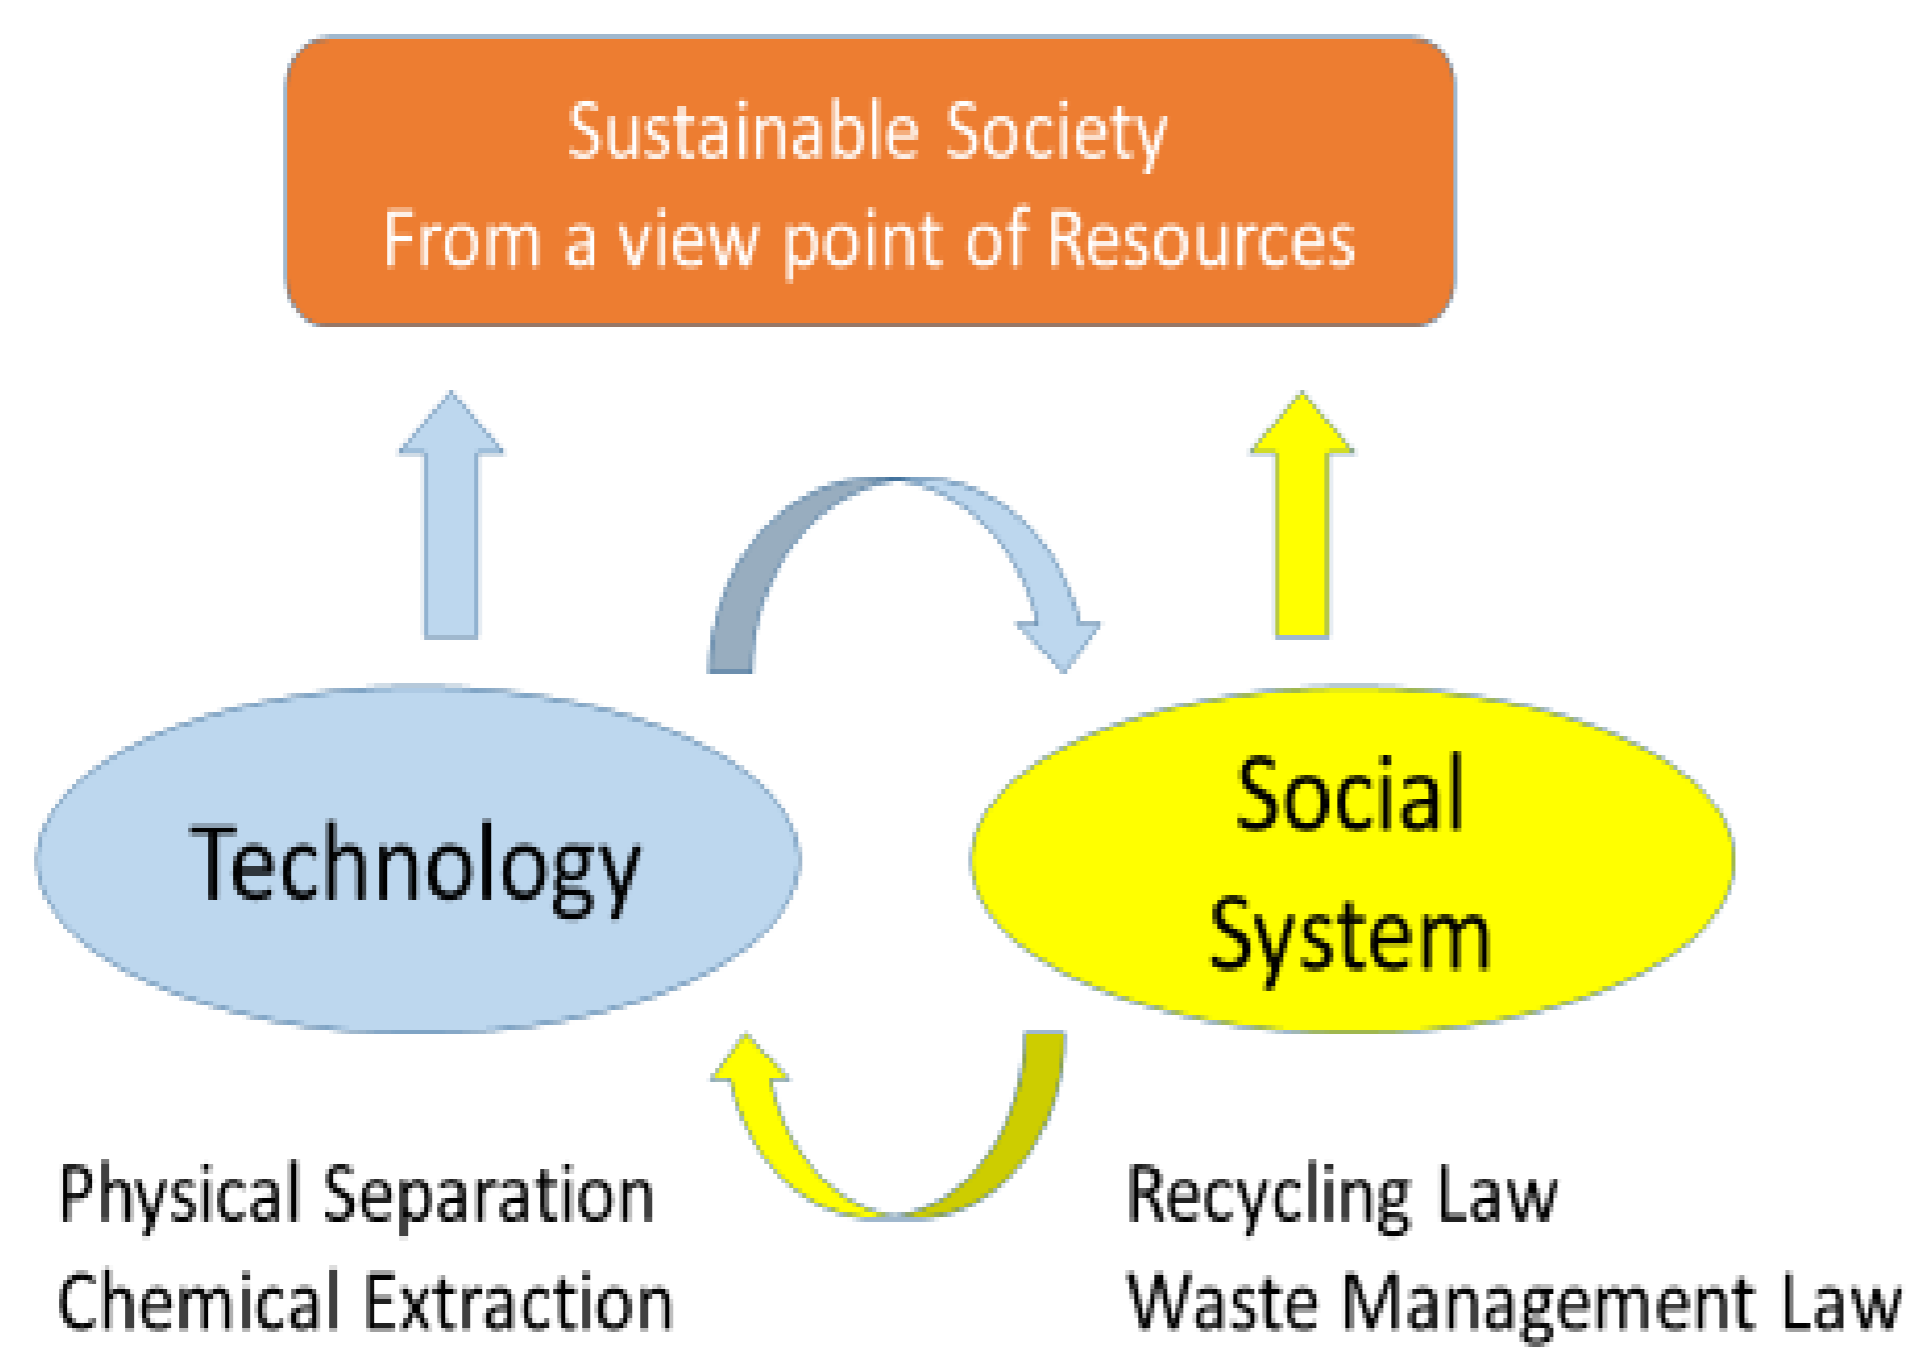 Sustainable Society
From a view point of Resources
Technology
Social
System
Physical Separation
Chemical Extraction
Recycling Law
Waste Management Law